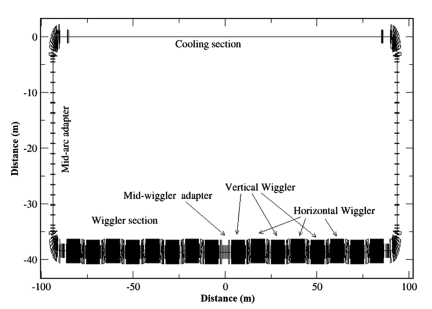 0
Cooling section
-10
Distance (m)
Mid-arc adapter
-20
Vertical Wiggler
Mid-wiggler adapter
-30
Horizontal Wiggler
Wiggler section
-40
-100
-50
0
50
100
Distance (m)